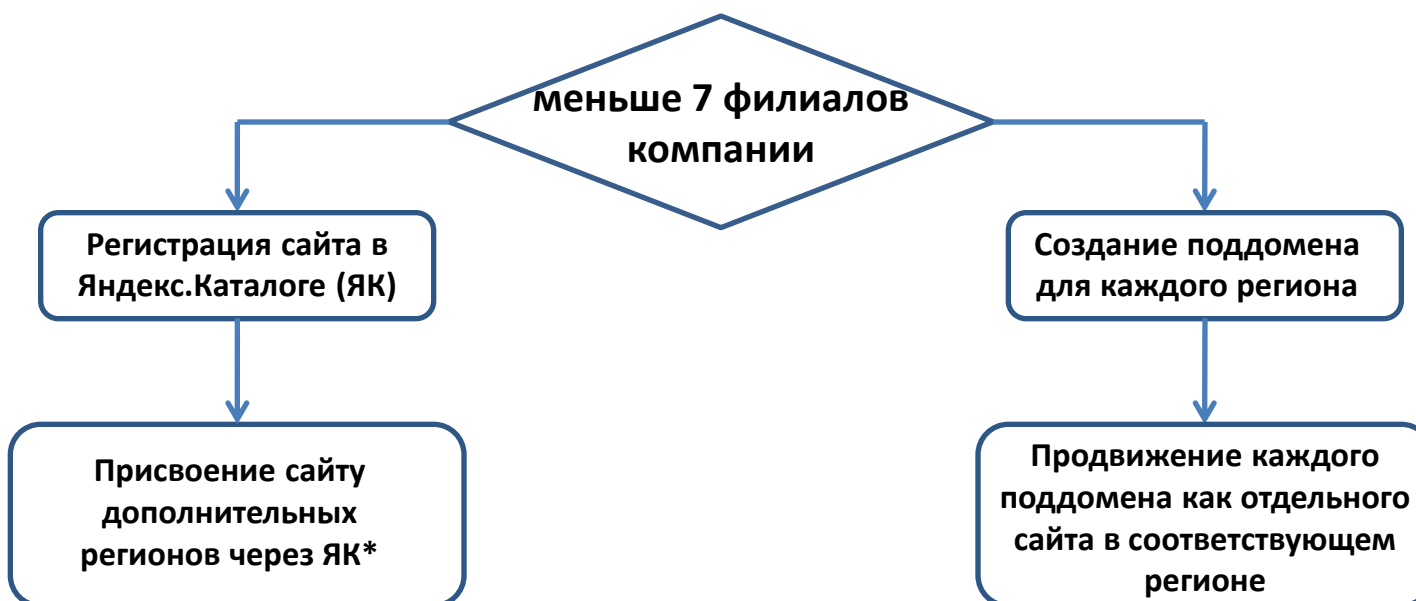 меньше 7 филиалов
компании
Регистрация сайта в
Яндекс.Каталоге (ЯК)
Создание поддомена
для каждого региона
Присвоение сайту
дополнительных
регионов через ЯК*
Продвижение каждого
поддомена как отдельного
сайта в соответствующем
регионе